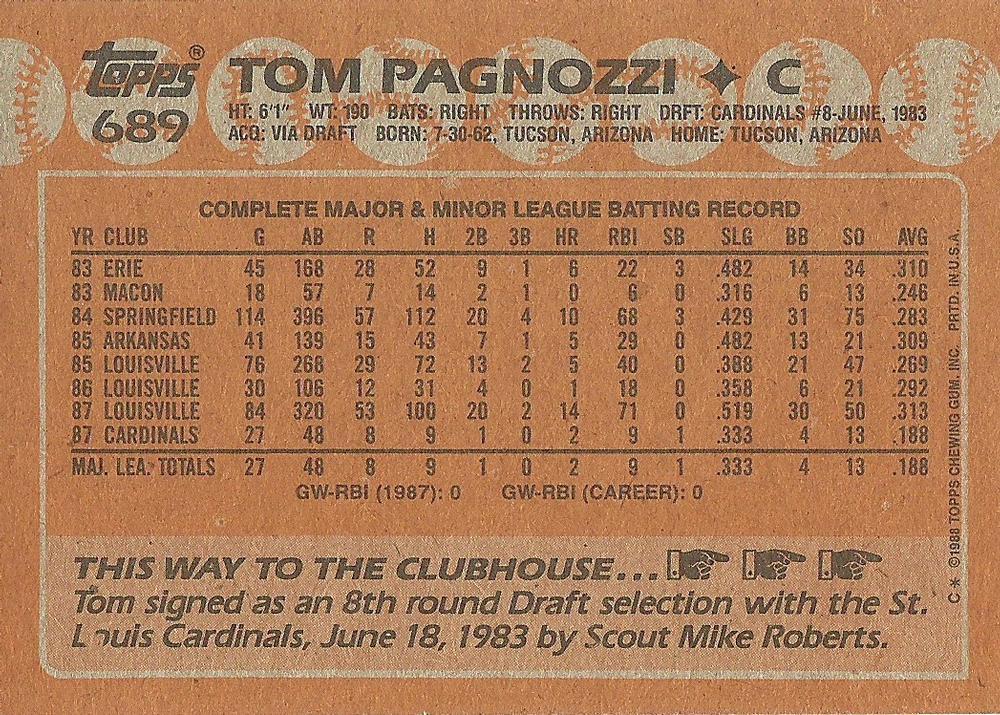 Topps® TOM PAGNOZZI ✦ C
689 HT: 6'1" WT: 190 BATS: RIGHT THROWS: RIGHT DRFT: CARDINALS #8-JUNE, 1983
ACQ: VIA DRAFT BORN: 7-30-62, TUCSON, ARIZONA HOME: TUCSON, ARIZONA
COMPLETE MAJOR & MINOR LEAGUE BATTING RECORD
YR CLUB G AB R H 2B 3B HR RBI SB SLG BB SO AVG
83 ERIE 45 168 28 52 9 1 6 22 3 .482 14 34 .310
83 MACON 18 57 7 14 2 1 0 6 0 .316 6 13 .246
84 SPRINGFIELD 114 396 57 112 20 4 10 68 3 .429 31 75 .283
85 ARKANSAS 41 139 15 43 7 1 5 29 0 .482 13 21 .309
85 LOUISVILLE 76 268 29 72 13 2 5 40 0 .388 21 47 .269
86 LOUISVILLE 30 106 12 31 4 0 1 18 0 .358 6 21 .292
87 LOUISVILLE 84 320 53 100 20 2 14 71 0 .519 30 50 .313
87 CARDINALS 27 48 8 9 1 0 2 9 1 .333 4 13 .188
MAJ. LEA. TOTALS 27 48 8 9 1 0 2 9 1 .333 4 13 .188
GW-RBI (1987): 0 GW-RBI (CAREER): 0
THIS WAY TO THE CLUBHOUSE...
Tom signed as an 8th round Draft selection with the St.
Louis Cardinals, June 18, 1983 by Scout Mike Roberts.
C * ©1988 TOPPS CHEWING GUM, INC. PRTD. IN U.S.A.